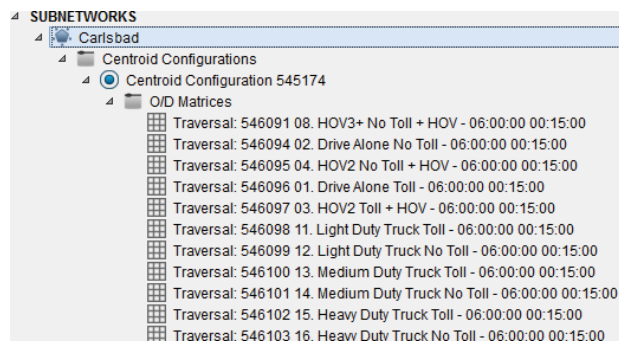 SUBNETWORKS
Carlsbad
Centroid Configurations
Centroid Configuration 545174
O/D Matrices
Traversal: 546091 08. HOV3+ No Toll + HOV - 06:00:00 00:15:00
Traversal: 546094 02. Drive Alone No Toll - 06:00:00 00:15:00
Traversal: 546095 04. HOV2 No Toll + HOV - 06:00:00 00:15:00
Traversal: 546096 01. Drive Alone Toll - 06:00:00 00:15:00
Traversal: 546097 03. HOV2 Toll + HOV - 06:00:00 00:15:00
Traversal: 546098 11. Light Duty Truck Toll - 06:00:00 00:15:00
Traversal: 546099 12. Light Duty Truck No Toll - 06:00:00 00:15:00
Traversal: 546100 13. Medium Duty Truck Toll - 06:00:00 00:15:00
Traversal: 546101 14. Medium Duty Truck No Toll - 06:00:00 00:15:00
Traversal: 546102 15. Heavy Duty Truck Toll - 06:00:00 00:15:00
Traversal: 546103 16. Heavy Duty Truck No Toll - 06:00:00 00:15:00